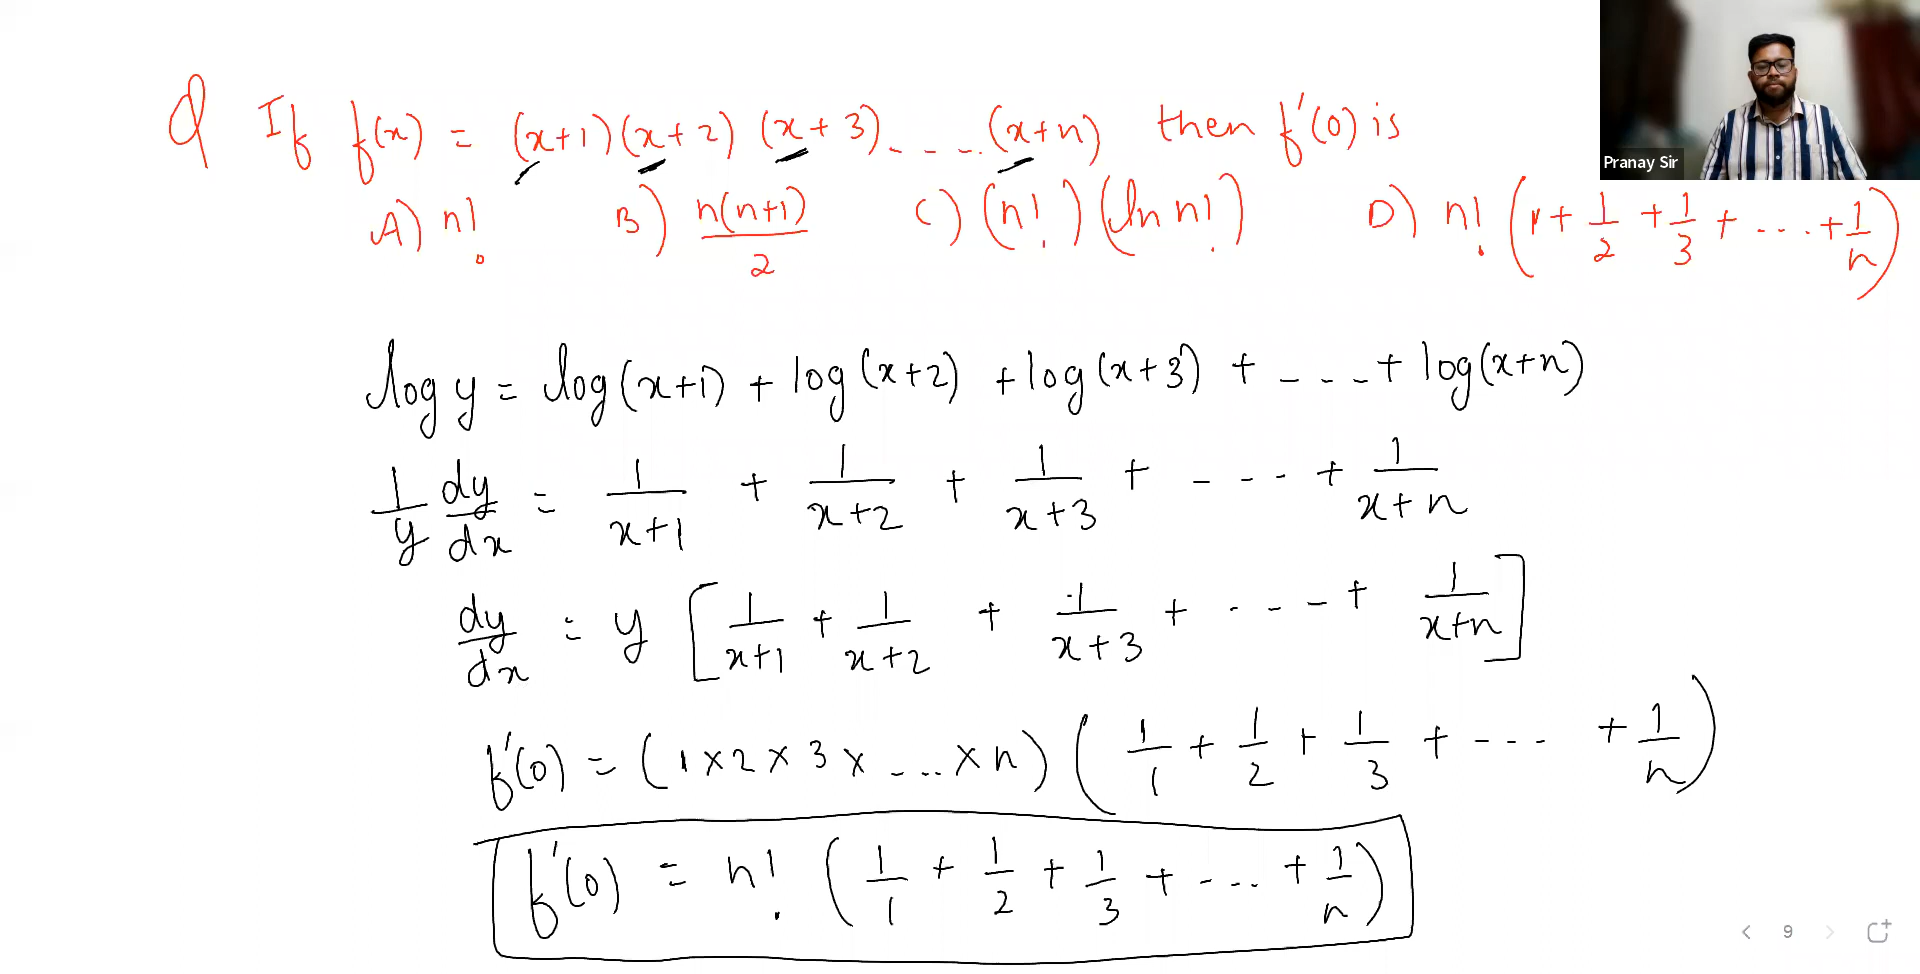 Q If f(x) = (x+1)(x+2)(x+3)-----(x+n) then f'(0) is
Pranay Sir
A) n! B) n(n+1)/2 C) (n!)(ln n!) D) n! (1 + 1/2 + 1/3 + ... + 1/n)
log y = log(x+1) + log(x+2) + log(x+3) + ---- + log(x+n)
1/y dy/dx = 1/(x+1) + 1/(x+2) + 1/(x+3) + ---- + 1/(x+n)
dy/dx = y [1/(x+1) + 1/(x+2) + 1/(x+3) + ---- + 1/(x+n)]
f'(0) = (1×2×3×...×n) (1/1 + 1/2 + 1/3 + --- + 1/n)
f'(0) = n! (1/1 + 1/2 + 1/3 + ---- + 1/n)
9